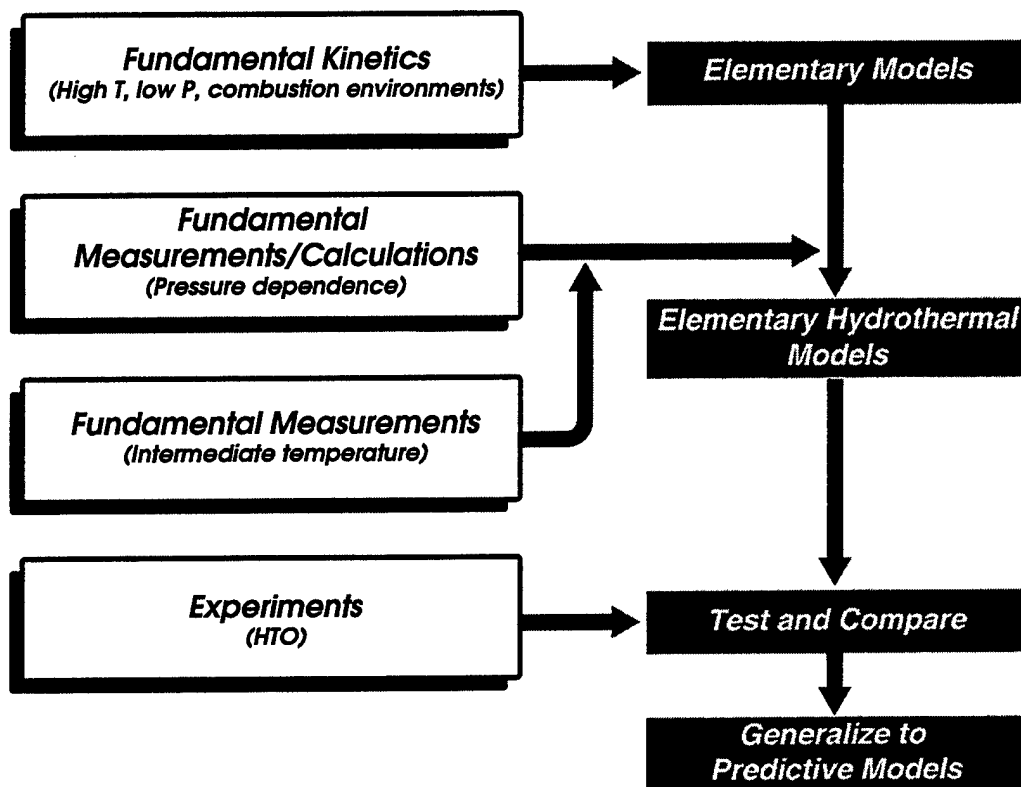 Fundamental Kinetics
(High T, low P, combustion environments)
Elementary Models
Fundamental
Measurements/Calculations
(Pressure dependence)
Elementary Hydrothermal
Models
Fundamental Measurements
(Intermediate temperature)
Experiments
(HTO)
Test and Compare
Generalize to
Predictive Models